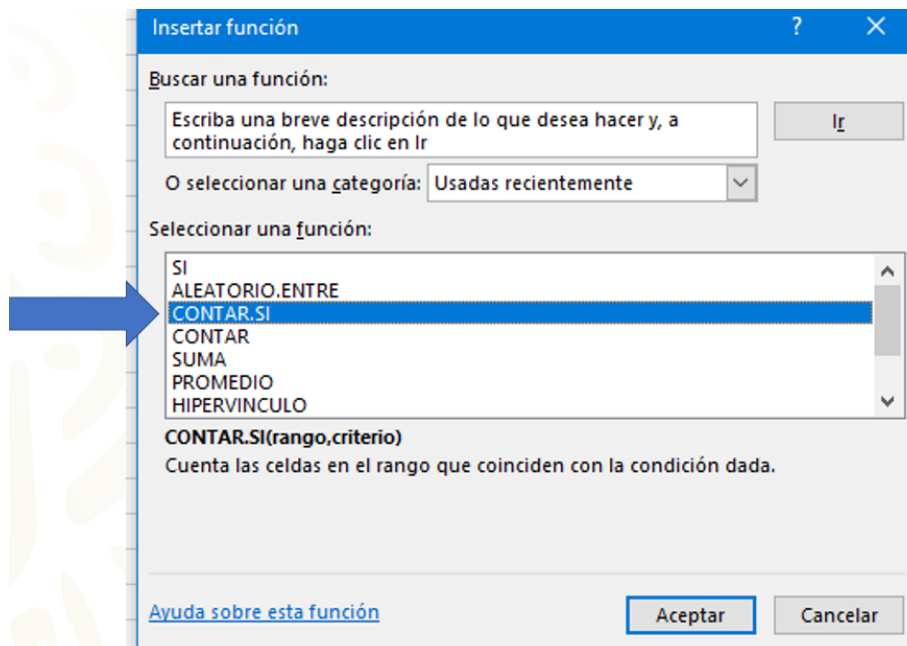 Insertar función
?
Buscar una función:
Escriba una breve descripción de lo que desea hacer y, a
continuación, haga clic en Ir
Ir
O seleccionar una categoría: Usadas recientemente
Seleccionar una función:
SI
ALEATORIO.ENTRE
CONTAR.SI
CONTAR
SUMA
PROMEDIO
HIPERVINCULO
CONTAR.SI(rango,criterio)
Cuenta las celdas en el rango que coinciden con la condición dada.
Ayuda sobre esta función
Aceptar
Cancelar